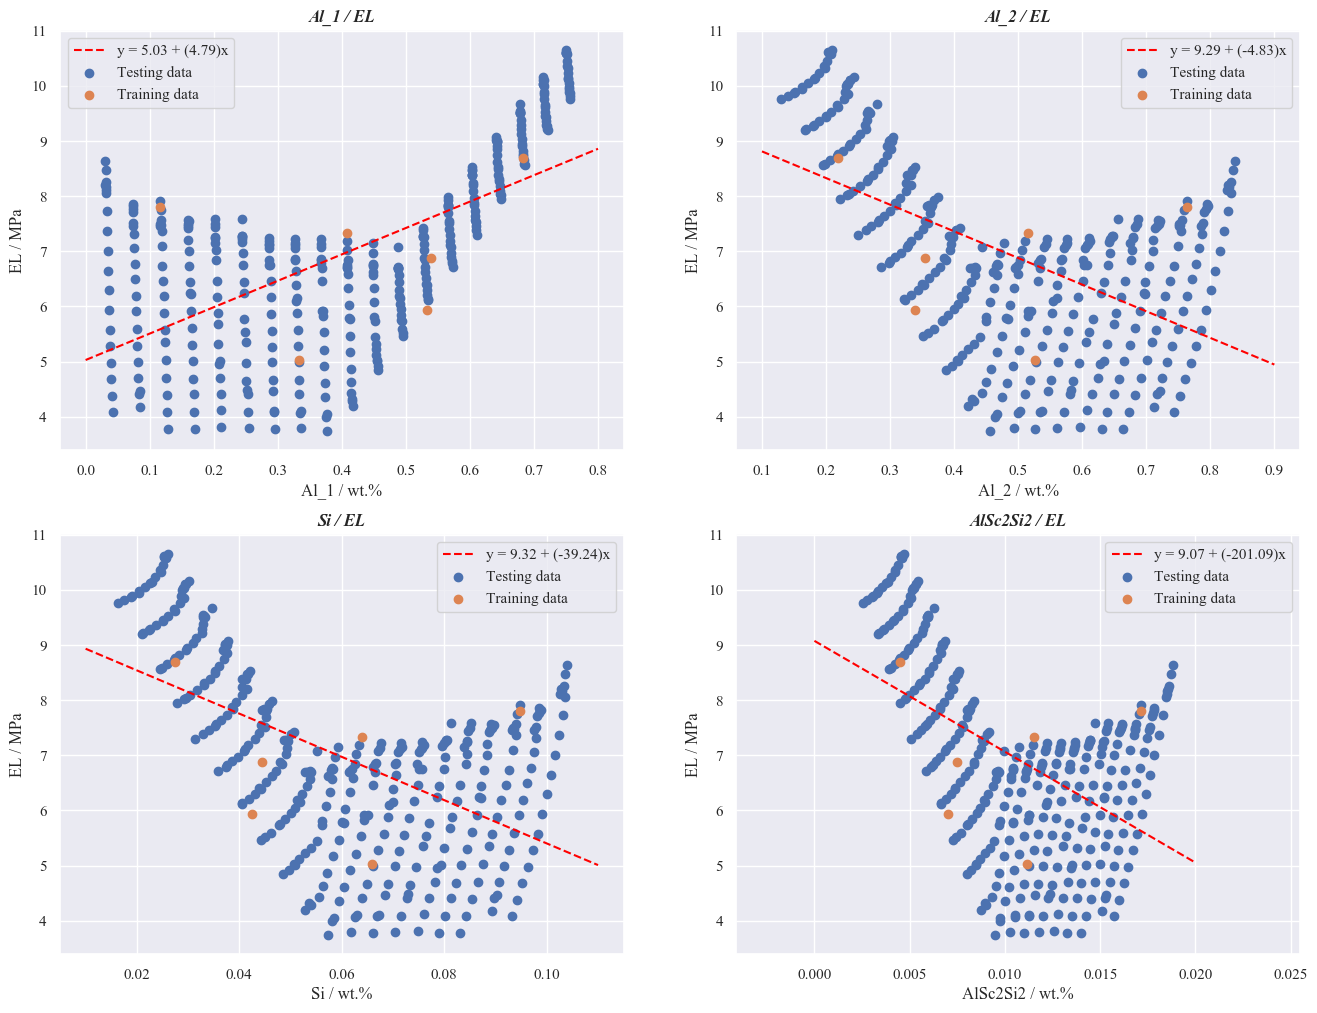 Al_1 / EL
y = 5.03 + (4.79)x
Testing data
Training data
EL / MPa
11
10
9
8
7
6
5
4
0.0 0.1 0.2 0.3 0.4 0.5 0.6 0.7 0.8
Al_1 / wt.%
Al_2 / EL
y = 9.29 + (-4.83)x
Testing data
Training data
EL / MPa
11
10
9
8
7
6
5
4
0.1 0.2 0.3 0.4 0.5 0.6 0.7 0.8 0.9
Al_2 / wt.%
Si / EL
y = 9.32 + (-39.24)x
Testing data
Training data
EL / MPa
11
10
9
8
7
6
5
4
0.02 0.04 0.06 0.08 0.10
Si / wt.%
AlSc2Si2 / EL
y = 9.07 + (-201.09)x
Testing data
Training data
EL / MPa
11
10
9
8
7
6
5
4
0.000 0.005 0.010 0.015 0.020 0.025
AlSc2Si2 / wt.%